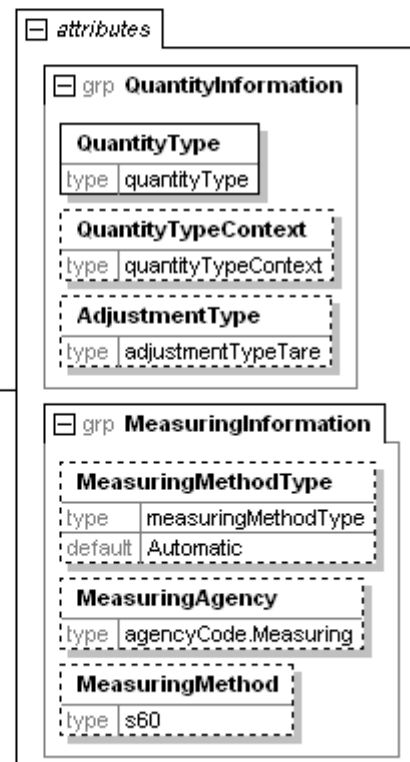 attributes
grp QuantityInformation
QuantityType
type quantityType
QuantityTypeContext
type quantityTypeContext
AdjustmentType
type adjustmentTypeTare
grp MeasuringInformation
MeasuringMethodType
type measuringMethodType
default Automatic
MeasuringAgency
type agencyCode.Measuring
MeasuringMethod
type s60